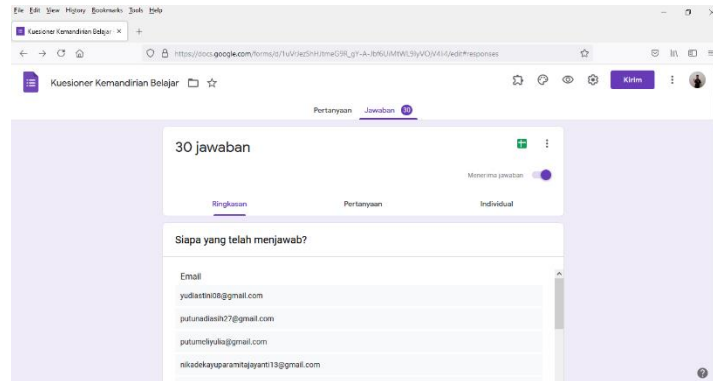 File Edit View History Bookmarks Tools Help
Kuesioner Kemandirian Belajar
Kuesioner Kemandirian Belajar
Kirim
Pertanyaan Jawaban 30
30 jawaban
Menerima jawaban
Ringkasan Pertanyaan Individual
Siapa yang telah menjawab?
Email
yudiastini08@gmail.com
putunadiasih27@gmail.com
putumeliyulia@gmail.com
nikadekayuparamitajayanti13@gmail.com